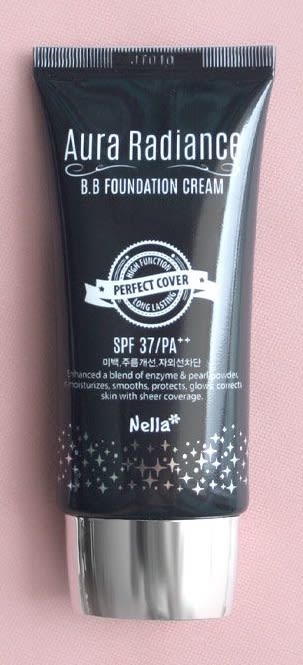 Aura Radiance
B.B FOUNDATION CREAM
HIGH FUNCTION
PERFECT COVER
LONG LASTING
SPF 37/PA++
미백,주름개선,자외선차단
Enhanced a blend of enzyme & pearl powder,
moisturizes, smooths, protects, glows, corrects
skin with sheer coverage.
Nella